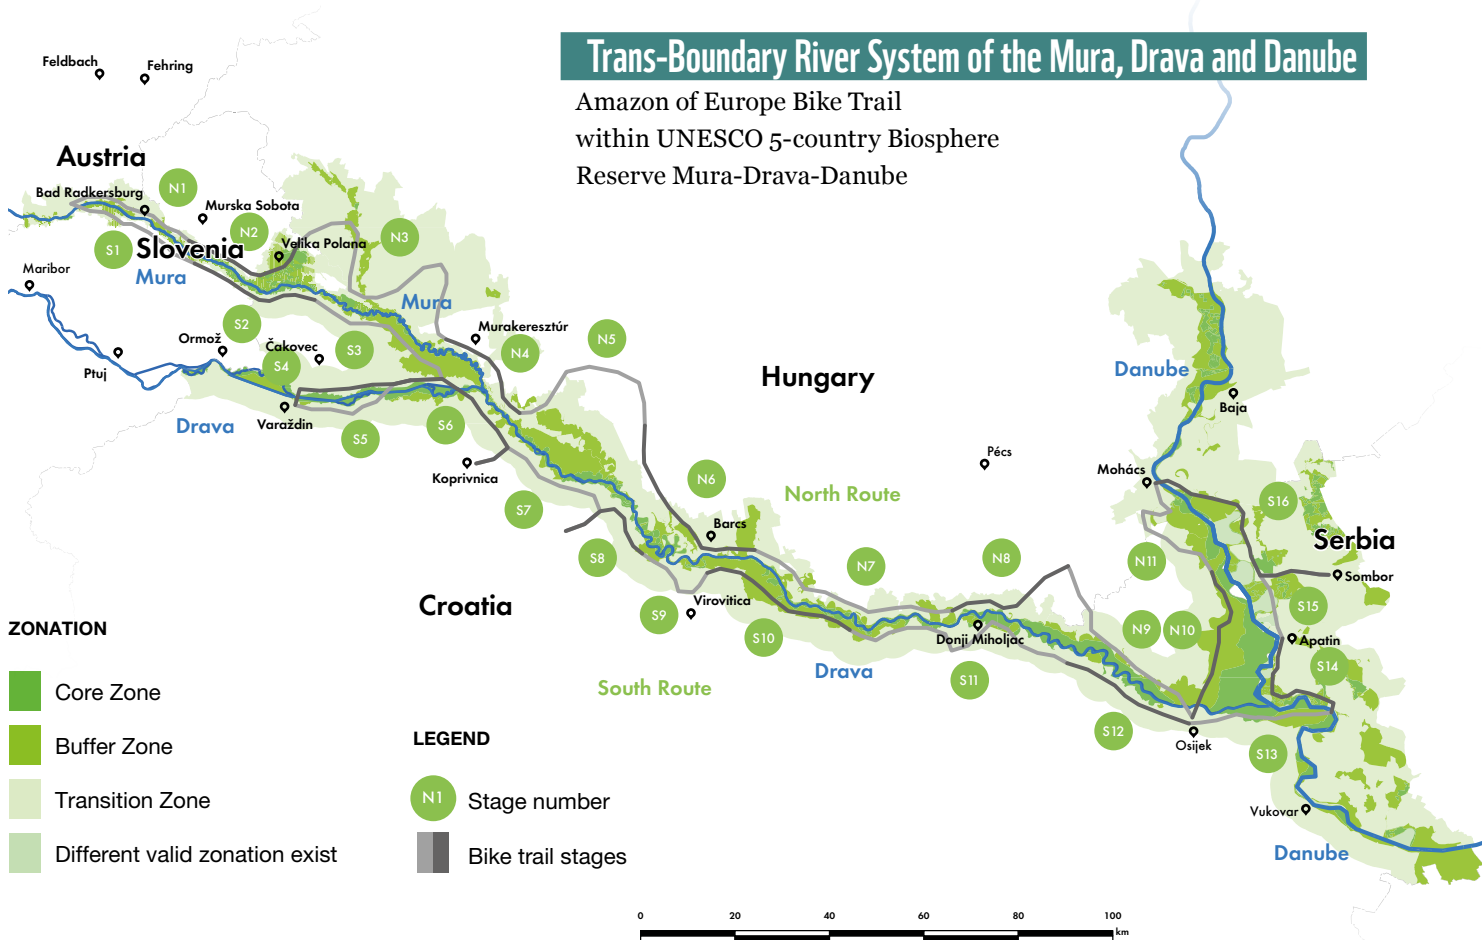 Trans-Boundary River System of the Mura, Drava and Danube
Amazon of Europe Bike Trail
within UNESCO 5-country Biosphere
Reserve Mura-Drava-Danube
Feldbach
Fehring
Austria
Bad Radkersburg
N1
Murska Sobota
N2
S1
Slovenia
Velika Polana
N3
Maribor
Mura
Mura
S2
Ormož
Čakovec
S3
Murakeresztúr
N4
N5
Ptuj
S4
Hungary
Danube
Drava
Varaždin
S5
S6
Baja
Koprivnica
N6
Pécs
Mohács
North Route
S7
S16
Barcs
Serbia
S8
N7
N8
N11
Sombor
Croatia
Virovitica
S9
S10
S15
N9
N10
Donji Miholjac
Apatin
S14
Drava
S11
South Route
S12
Osijek
S13
Vukovar
Danube
ZONATION
Core Zone
Buffer Zone
Transition Zone
Different valid zonation exist
LEGEND
N1
Stage number
Bike trail stages
0 20 40 60 80 100
km